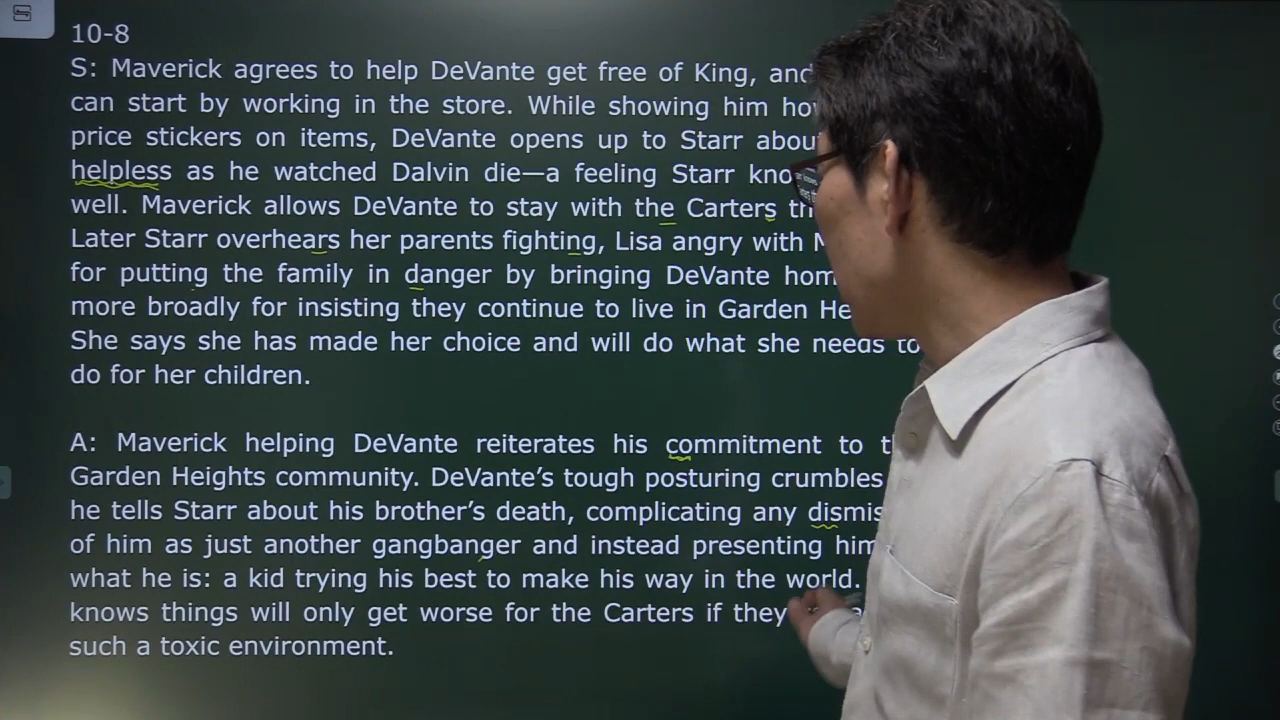 10-8
S: Maverick agrees to help DeVante get free of King, and
can start by working in the store. While showing him
price stickers on items, DeVante opens up to Starr
helpless as he watched Dalvin die—a feeling Starr
well. Maverick allows DeVante to stay with the Carters
Later Starr overhears her parents fighting, Lisa angry with
for putting the family in danger by bringing DeVante
more broadly for insisting they continue to live in Garden
She says she has made her choice and will do what she needs to
do for her children.
A: Maverick helping DeVante reiterates his commitment to
Garden Heights community. DeVante’s tough posturing crumbles
he tells Starr about his brother’s death, complicating any
of him as just another gangbanger and instead presenting him
what he is: a kid trying his best to make his way in the world.
knows things will only get worse for the Carters if they
such a toxic environment.